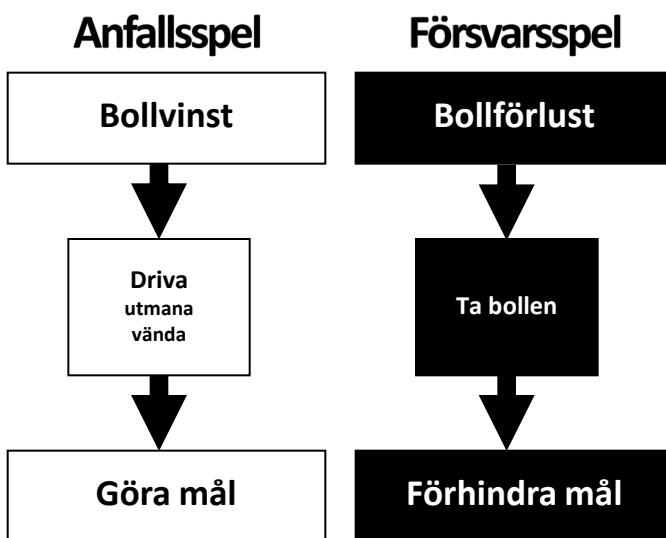 Anfallsspel
Försvarsspel
Bollvinst
Bollförlust
Driva
utmana
vända
Ta bollen
Göra mål
Förhindra mål